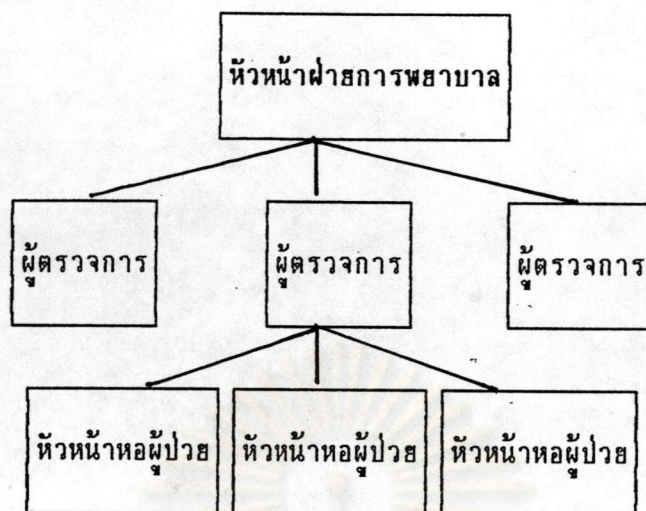 หัวหน้าฝ่ายการพยาบาล
ผู้ตรวจการ ผู้ตรวจการ ผู้ตรวจการ
หัวหน้าหอผู้ป่วย หัวหน้าหอผู้ป่วย หัวหน้าหอผู้ป่วย